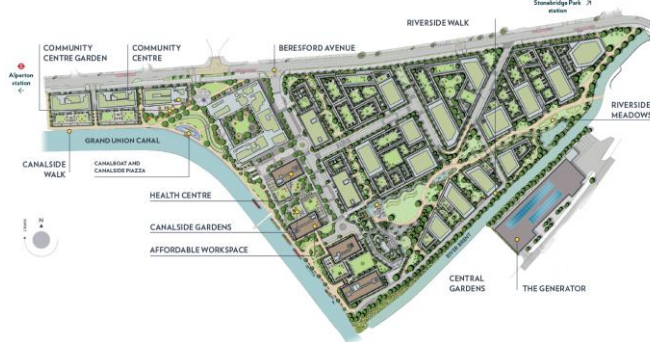 Stonebridge Park ↗
station
RIVERSIDE WALK
COMMUNITY
CENTRE GARDEN
COMMUNITY
CENTRE
BERESFORD AVENUE
Alperton
station
←
RIVERSIDE
MEADOWS
GRAND UNION CANAL
CANALSIDE
WALK
CANALBOAT AND
CANALSIDE PIAZZA
HEALTH CENTRE
N
CANALSIDE GARDENS
AFFORDABLE WORKSPACE
RIVER BRENT
CENTRAL
GARDENS
THE GENERATOR